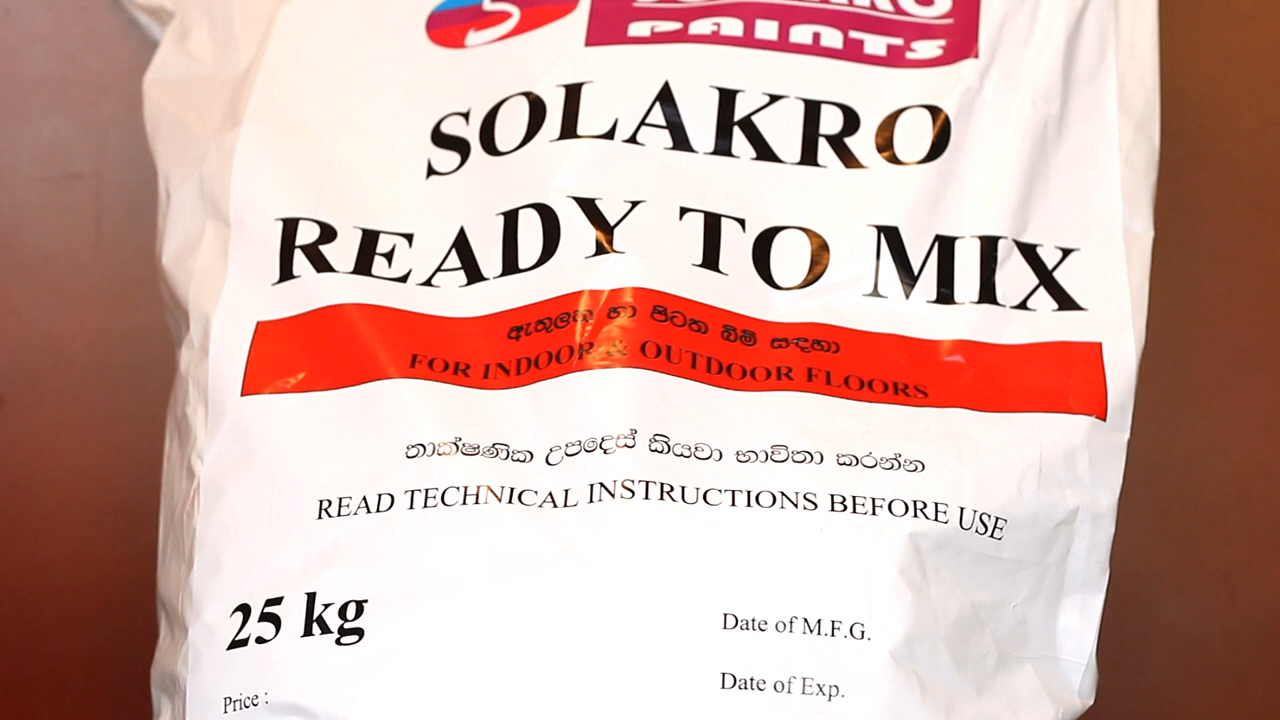 S
SOLAKRO
PAINTS
SOLAKRO
READY TO MIX
ඇතුලත හා පිටත බිම් සඳහා
FOR INDOOR & OUTDOOR FLOORS
තාක්ෂණික උපදෙස් කියවා භාවිතා කරන්න
READ TECHNICAL INSTRUCTIONS BEFORE USE
25 kg
Date of M.F.G.
Date of Exp.
Price :